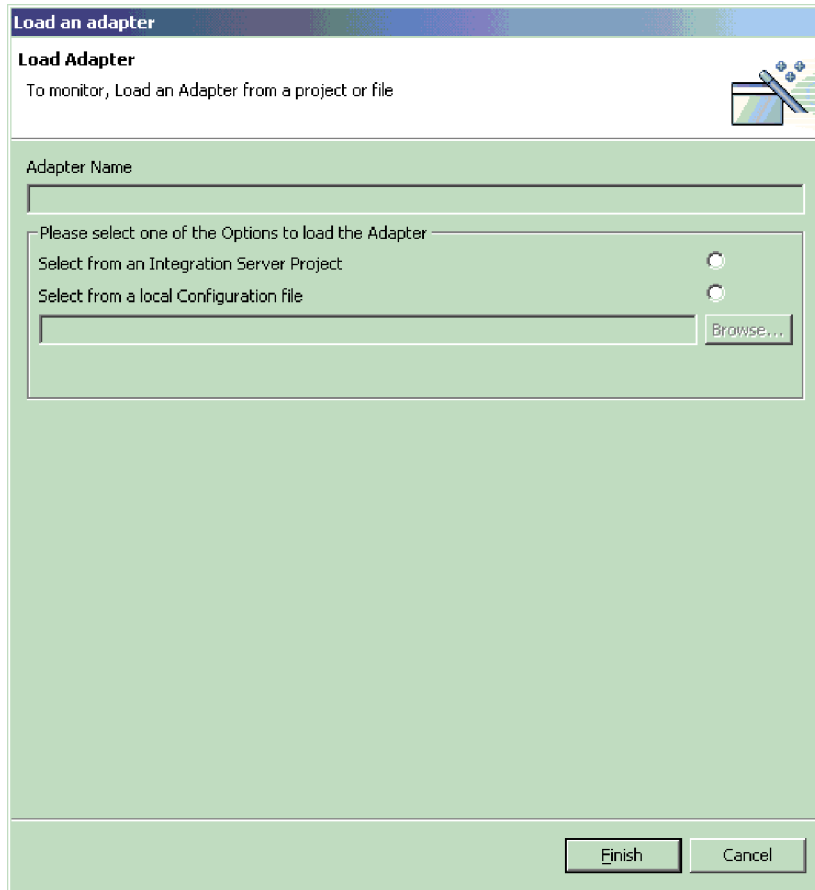 Load an adapter
Load Adapter
To monitor, Load an Adapter from a project or file
Adapter Name
Please select one of the Options to load the Adapter
Select from an Integration Server Project
Select from a local Configuration file
Browse...
Finish
Cancel